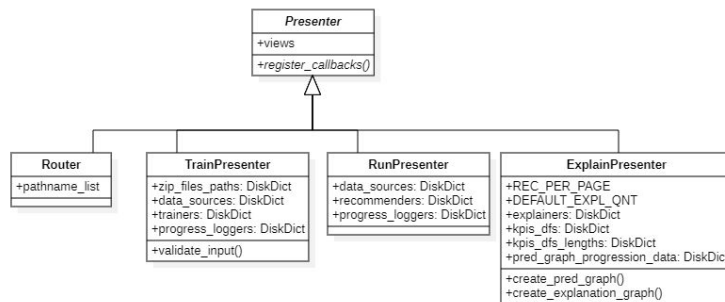 Presenter
+views
+register_callbacks()
Router
+pathname_list
TrainPresenter
+zip_files_paths: DiskDict
+data_sources: DiskDict
+trainers: DiskDict
+progress_loggers: DiskDict
+validate_input()
RunPresenter
+data_sources: DiskDict
+recommenders: DiskDict
+progress_loggers: DiskDict
ExplainPresenter
+REC_PER_PAGE
+DEFAULT_EXPL_QNT
+explainers: DiskDict
+kpis_dfs: DiskDict
+kpis_dfs_lengths: DiskDict
+pred_graph_progression_data: DiskDict
+create_pred_graph()
+create_explanation_graph()